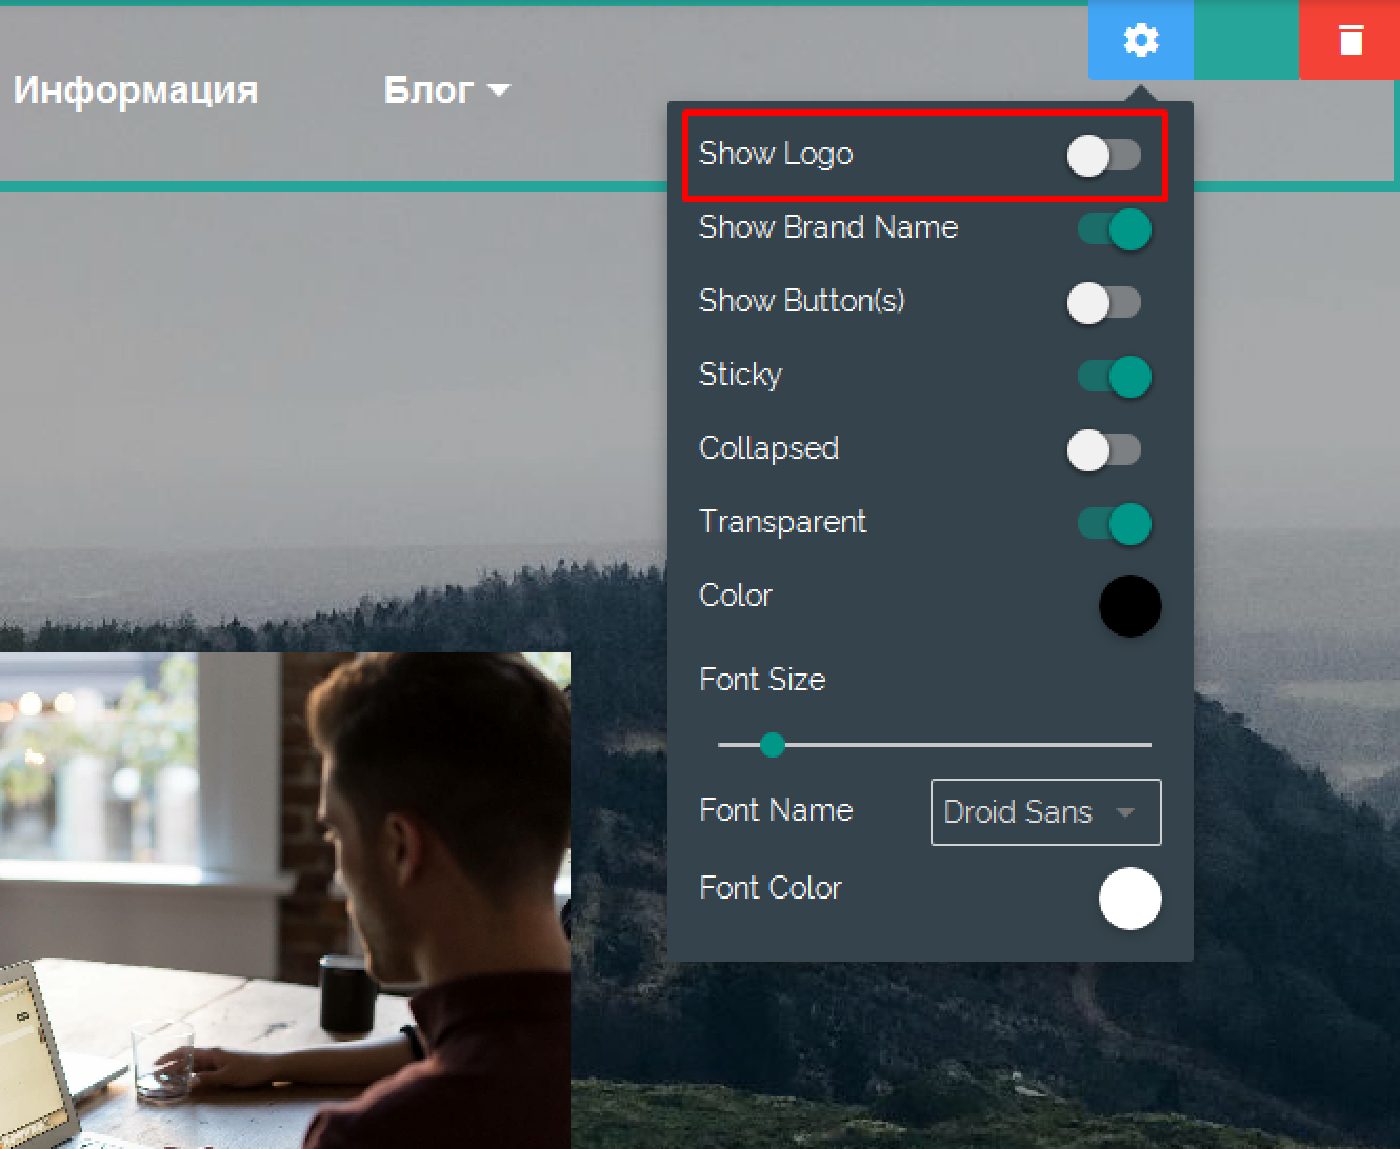 Информация
Блог
Show Logo
Show Brand Name
Show Button(s)
Sticky
Collapsed
Transparent
Color
Font Size
Font Name
Droid Sans
Font Color